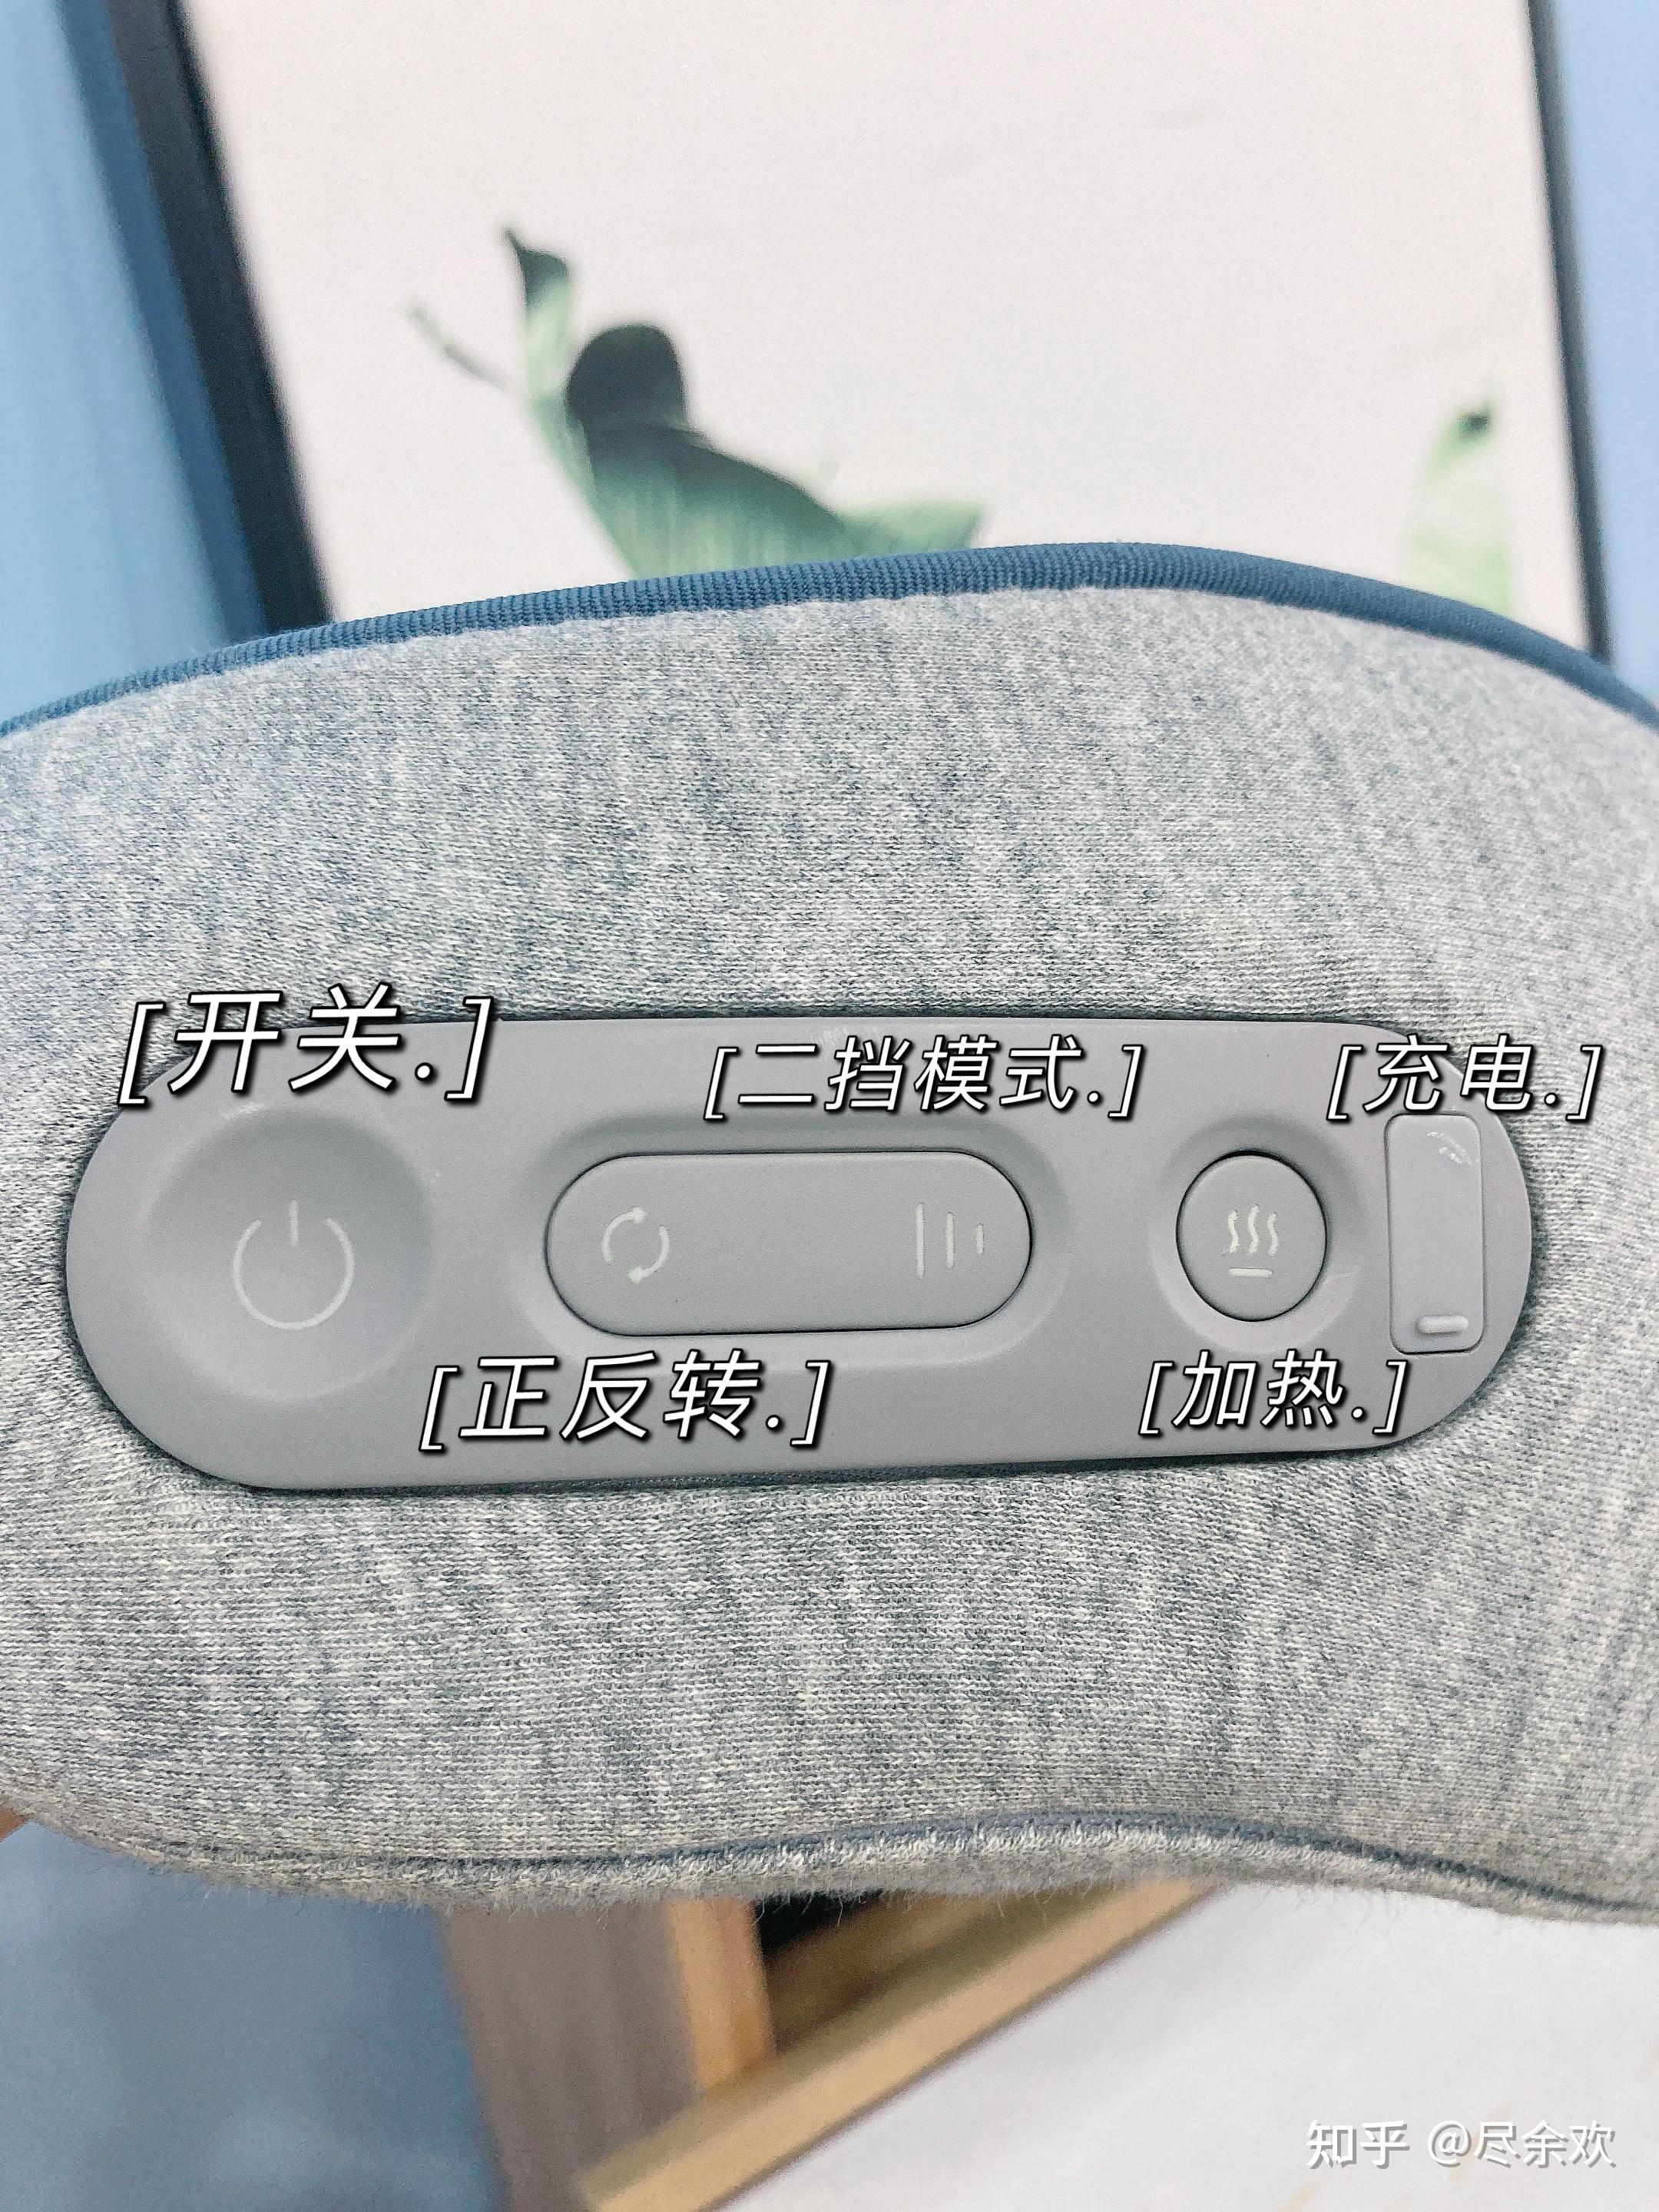 [开关.]
[二挡模式.]
[充电.]
[正反转.]
[加热.]
知乎 @尽余欢